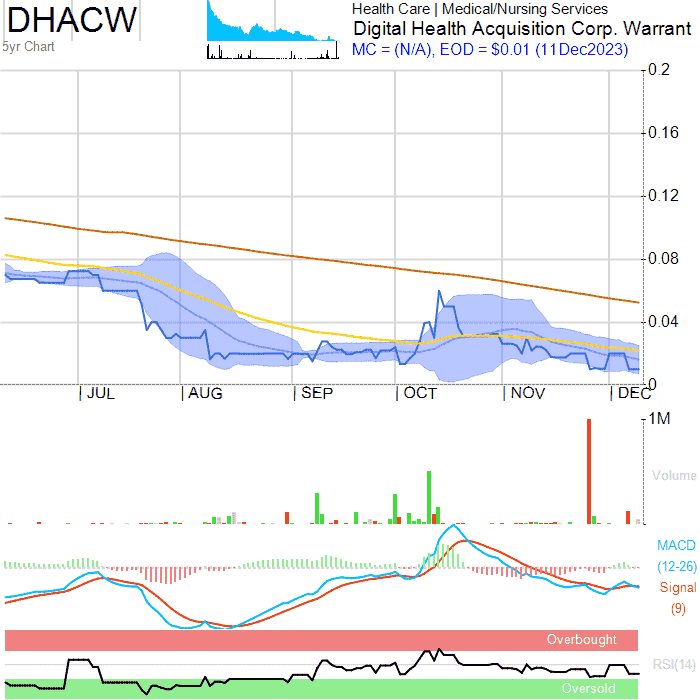 DHACW
5yr Chart
Health Care | Medical/Nursing Services
Digital Health Acquisition Corp. Warrant
MC = (N/A), EOD = $0.01 (11Dec2023)
0.2
0.16
0.12
0.08
0.04
0
JUL AUG SEP OCT NOV DEC
1M
Volume
MACD
(12-26)
Signal
(9)
Overbought
RSI(14)
Oversold